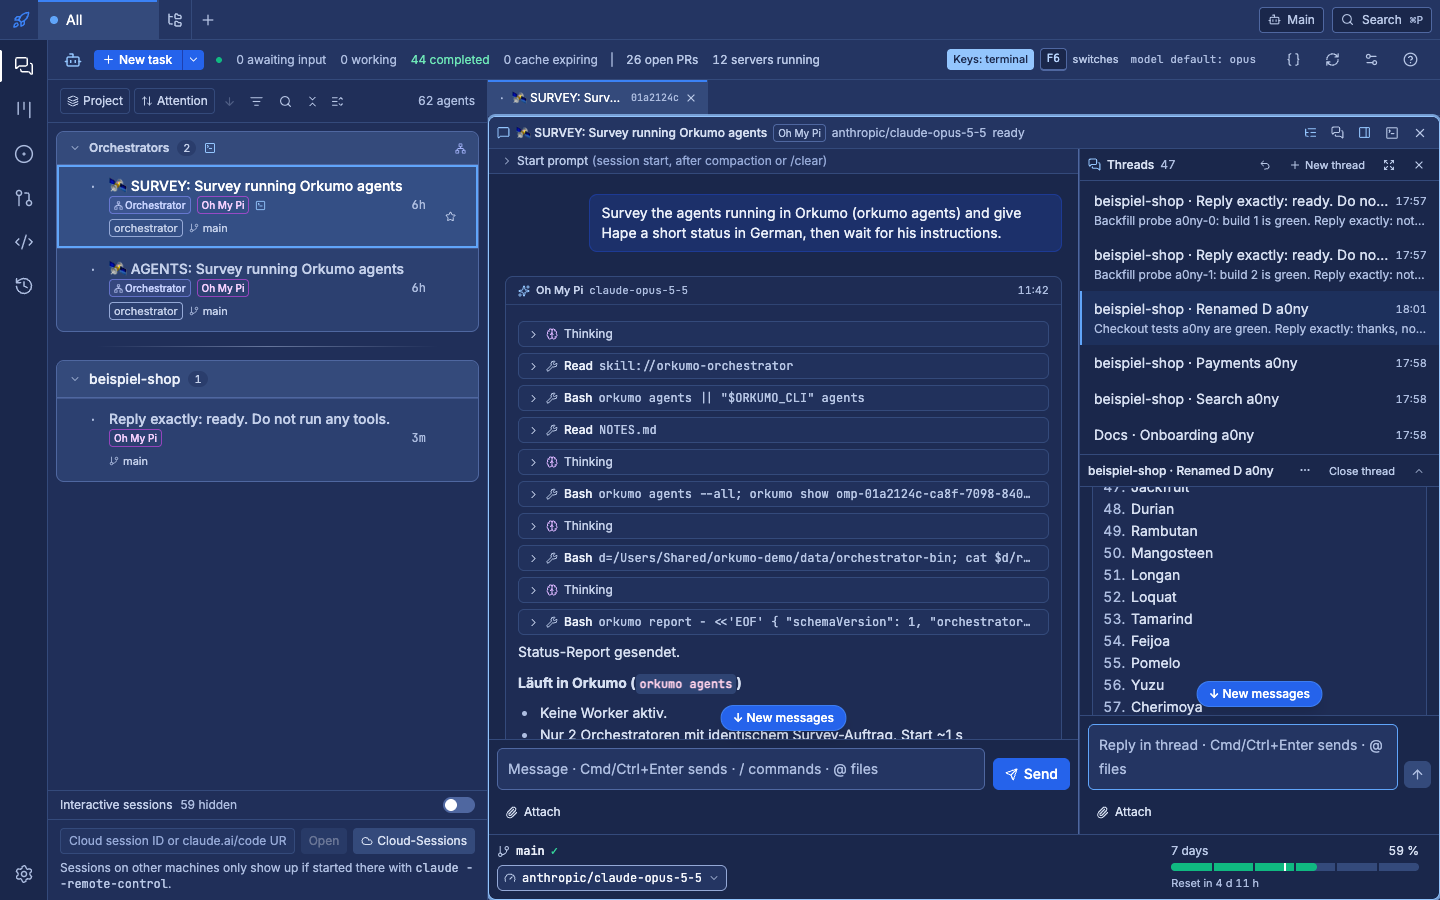 All
Main
Search ⌘P
New task
0 awaiting input 0 working 44 completed 0 cache expiring | 26 open PRs 12 servers running
Keys: terminal F6 switches model default: opus
Project Attention 62 agents
Orchestrators 2
SURVEY: Survey running Orkumo agents
Orchestrator Oh My Pi 6h
orchestrator main
AGENTS: Survey running Orkumo agents
Orchestrator Oh My Pi 6h
orchestrator main
beispiel-shop 1
Reply exactly: ready. Do not run any tools.
Oh My Pi 3m
main
Interactive sessions 59 hidden
Cloud session ID or claude.ai/code UR Open Cloud-Sessions
Sessions on other machines only show up if started there with claude -
-remote-control.
· SURVEY: Surv... 01a2124c
SURVEY: Survey running Orkumo agents Oh My Pi anthropic/claude-opus-5-5 ready
Start prompt (session start, after compaction or /clear)
Survey the agents running in Orkumo (orkumo agents) and give
Hape a short status in German, then wait for his instructions.
Oh My Pi claude-opus-5-5 11:42
Thinking
Read skill://orkumo-orchestrator
Bash orkumo agents || "$ORKUMO_CLI" agents
Read NOTES.md
Thinking
Bash orkumo agents --all; orkumo show omp-01a2124c-ca8f-7098-840…
Thinking
Bash d=/Users/Shared/orkumo-demo/data/orchestrator-bin; cat $d/r…
Thinking
Bash orkumo report - <<'EOF' { "schemaVersion": 1, "orchestrator…
Status-Report gesendet.
Läuft in Orkumo (orkumo agents)
• Keine Worker aktiv.
• Nur 2 Orchestratoren mit identischem Survey-Auftrag, Start ~1 s
↓ New messages
Message · Cmd/Ctrl+Enter sends · / commands · @ files
Send
Attach
main ✓
anthropic/claude-opus-5-5
Threads 47 + New thread
beispiel-shop · Reply exactly: ready. Do no... 17:57
Backfill probe a0ny-0: build 1 is green. Reply exactly: not...
beispiel-shop · Reply exactly: ready. Do no... 17:57
Backfill probe a0ny-1: build 2 is green. Reply exactly: not...
beispiel-shop · Renamed D a0ny 18:01
Checkout tests a0ny are green. Reply exactly: thanks, no...
beispiel-shop · Payments a0ny 17:58
beispiel-shop · Search a0ny 17:58
Docs · Onboarding a0ny 17:58
beispiel-shop · Renamed D a0ny ··· Close thread
47. Jackfruit
48. Durian
49. Rambutan
50. Mangosteen
51. Longan
52. Loquat
53. Tamarind
54. Feijoa
55. Pomelo
56. Yuzu
57. Cherimoya
↓ New messages
Reply in thread · Cmd/Ctrl+Enter sends · @
files
Attach
7 days 59 %
Reset in 4 d 11 h